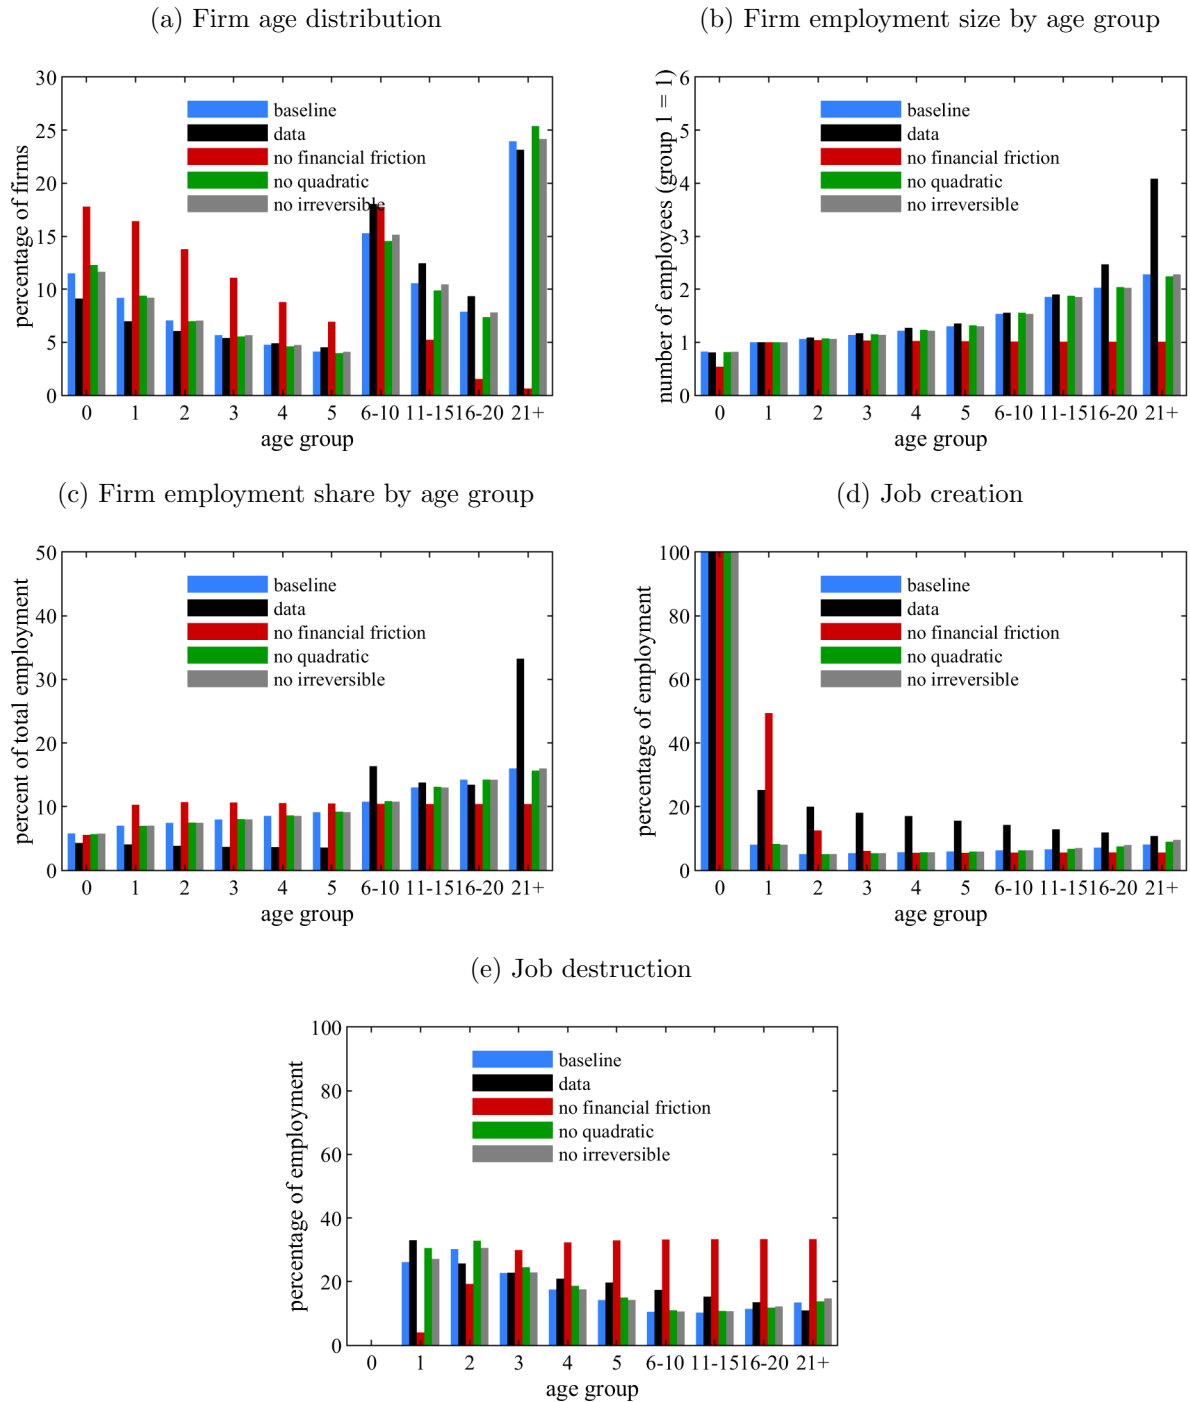 (a) Firm age distribution
percentage of firms
30
25
20
15
10
5
0
baseline
data
no financial friction
no quadratic
no irreversible
0 1 2 3 4 5 6-10 11-15 16-20 21+
age group
(b) Firm employment size by age group
number of employees (group 1 = 1)
6
5
4
3
2
1
0
baseline
data
no financial friction
no quadratic
no irreversible
0 1 2 3 4 5 6-10 11-15 16-20 21+
age group
(c) Firm employment share by age group
percent of total employment
50
40
30
20
10
0
baseline
data
no financial friction
no quadratic
no irreversible
0 1 2 3 4 5 6-10 11-15 16-20 21+
age group
(d) Job creation
percentage of employment
100
80
60
40
20
0
baseline
data
no financial friction
no quadratic
no irreversible
0 1 2 3 4 5 6-10 11-15 16-20 21+
age group
(e) Job destruction
percentage of employment
100
80
60
40
20
0
baseline
data
no financial friction
no quadratic
no irreversible
0 1 2 3 4 5 6-10 11-15 16-20 21+
age group